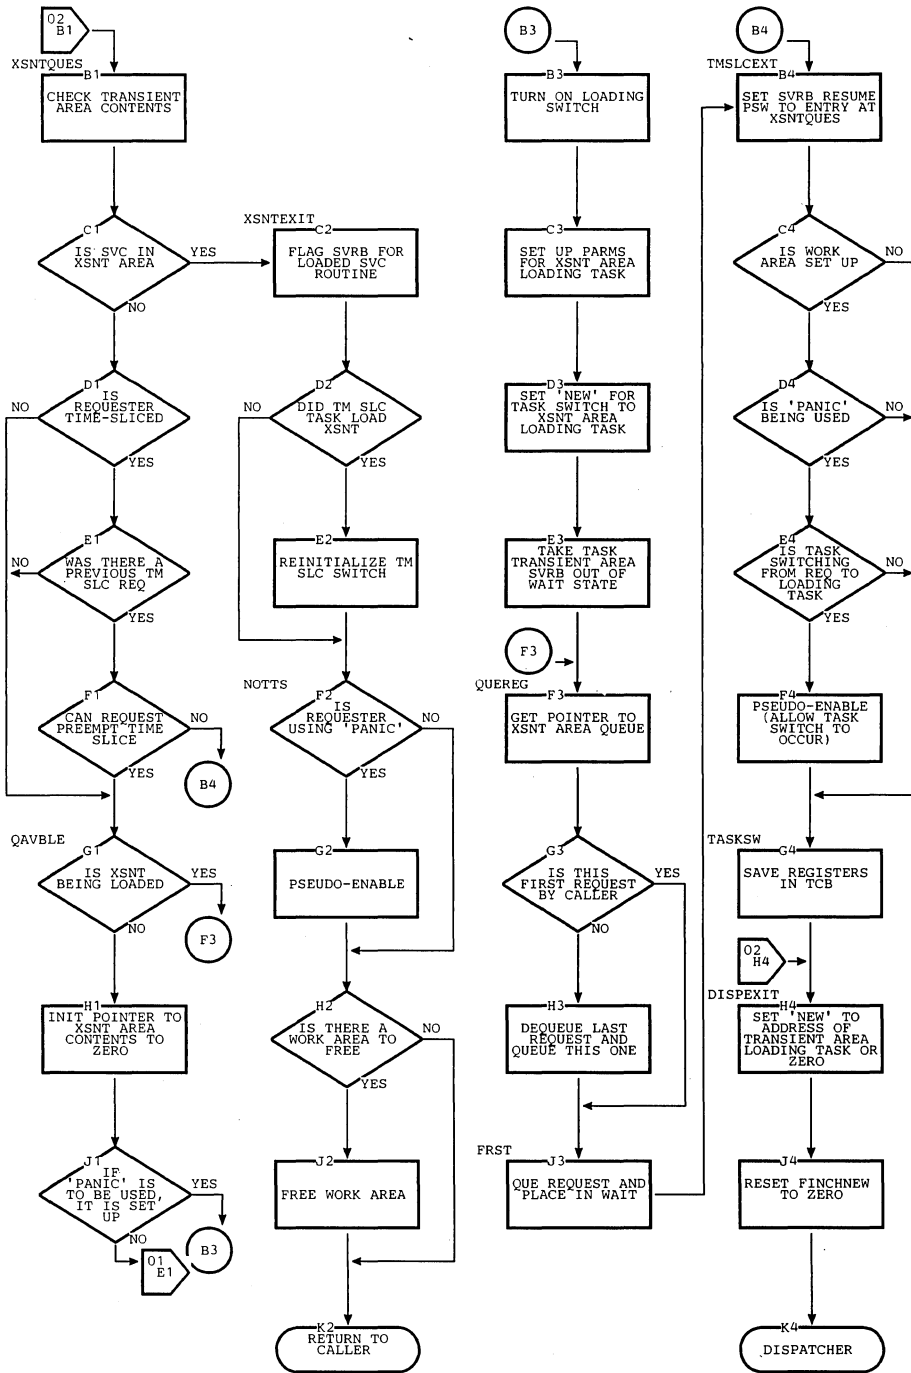 02
B1
XSNTQUES
B1
CHECK TRANSIENT
AREA CONTENTS
C1
IS SVC IN
XSNT AREA
YES
NO
D1
IS
REQUESTER
TIME-SLICED
NO
YES
E1
WAS THERE A
PREVIOUS TM
SLC REQ
NO
YES
F1
CAN REQUEST
PREEMPT TIME
SLICE
NO
YES
B4
QAVBLE
G1
IS XSNT
BEING LOADED
YES
NO
F3
H1
INIT POINTER TO
XSNT AREA
CONTENTS TO
ZERO
J1
IF
'PANIC' IS
TO BE USED,
IT IS SET
UP
YES
NO
B3
01
E1
XSNTEXIT
C2
FLAG SVRB FOR
LOADED SVC
ROUTINE
D2
DID TM SLC
TASK LOAD
XSNT
NO
YES
E2
REINITIALIZE TM
SLC SWITCH
NOTTS
F2
IS
REQUESTER
USING 'PANIC'
NO
YES
G2
PSEUDO-ENABLE
H2
IS THERE A
WORK AREA TO
FREE
NO
YES
J2
FREE WORK AREA
K2
RETURN TO
CALLER
B3
B3
TURN ON LOADING
SWITCH
C3
SET UP PARMS
FOR XSNT AREA
LOADING TASK
D3
SET 'NEW' FOR
TASK SWITCH TO
XSNT AREA
LOADING TASK
E3
TAKE TASK
TRANSIENT AREA
SVRB OUT OF
WAIT STATE
F3
QUEREG
F3
GET POINTER TO
XSNT AREA QUEUE
G3
IS THIS
FIRST REQUEST
BY CALLER
YES
NO
H3
DEQUEUE LAST
REQUEST AND
QUEUE THIS ONE
FRST
J3
QUE REQUEST AND
PLACE IN WAIT
B4
TMSLCEXT
B4
SET SVRB RESUME
PSW TO ENTRY AT
XSNTQUES
C4
IS WORK
AREA SET UP
NO
YES
D4
IS 'PANIC'
BEING USED
NO
YES
E4
IS TASK
SWITCHING
FROM REQ TO
LOADING
TASK
NO
YES
F4
PSEUDO-ENABLE
(ALLOW TASK
SWITCH TO
OCCUR)
TASKSW
G4
SAVE REGISTERS
IN TCB
02
H4
DISPEXIT
H4
SET 'NEW' TO
ADDRESS OF
TRANSIENT AREA
LOADING TASK OR
ZERO
J4
RESET FINCHNEW
TO ZERO
K4
DISPATCHER